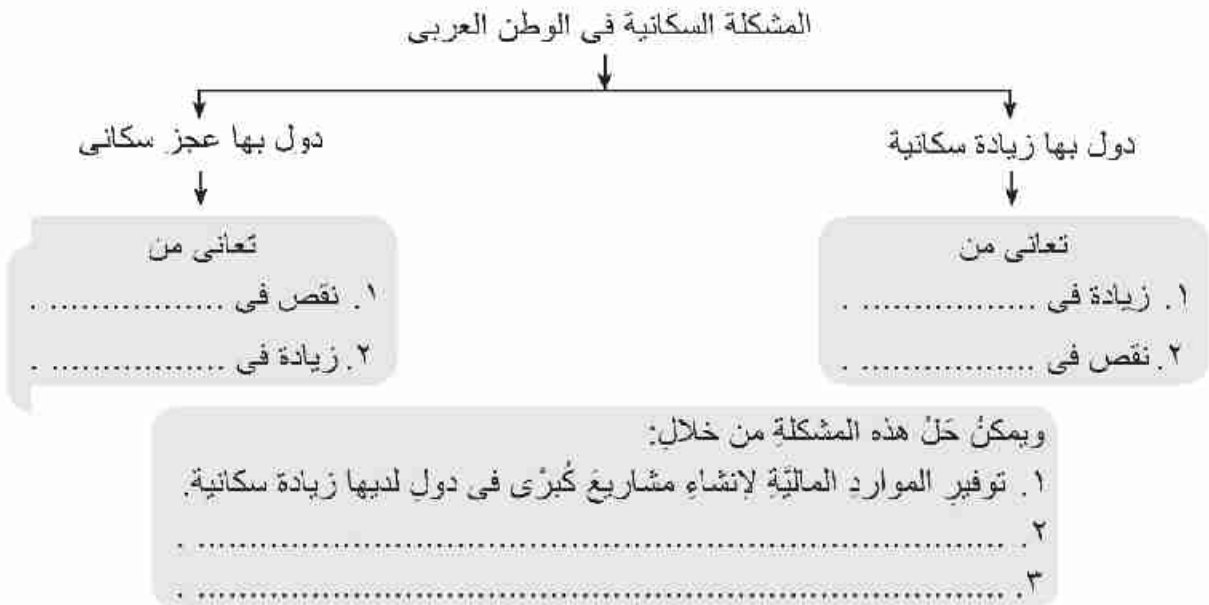 المشكلة السكانية فى الوطن العربى
دول بها زيادة سكانية
دول بها عجز سكانى
تعانى من
١. زيادة فى ................. .
٢. نقص فى ................. .
تعانى من
١. نقص فى ................. .
٢. زيادة فى ................. .
ويمكنُ حَلُّ هذه المشكلةِ من خلالِ:
١. توفيرِ المواردِ الماليَّةِ لإنشاءِ مشاريعَ كُبرْى فى دولٍ لديها زيادة سكانية.
٢. ........................................................................ .
٣. ........................................................................ .